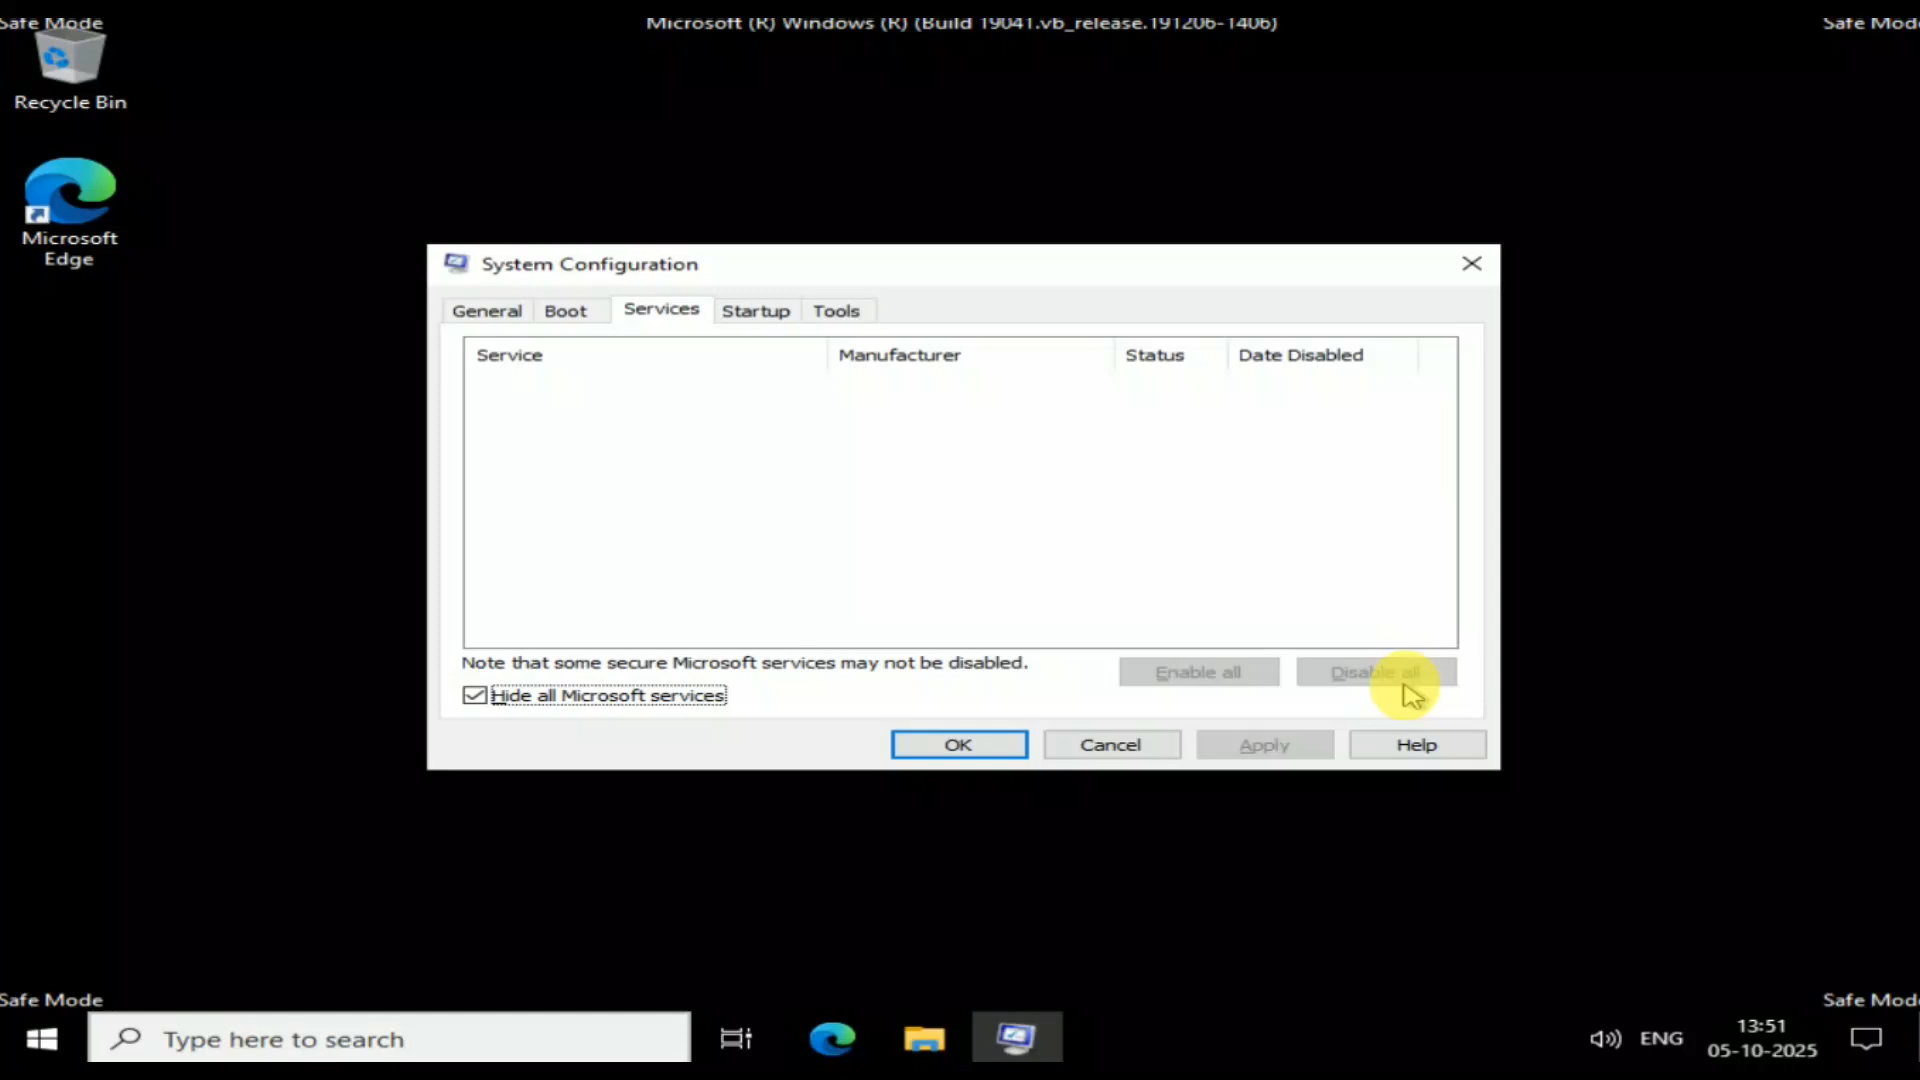 Safe Mode
Microsoft (R) Windows (R) (Build 19041.vb_release.191206-1406)
Safe Mode
Recycle Bin
Microsoft
Edge
System Configuration
General
Boot
Services
Startup
Tools
Service
Manufacturer
Status
Date Disabled
Note that some secure Microsoft services may not be disabled.
Enable all
Disable all
Hide all Microsoft services
OK
Cancel
Apply
Help
Safe Mode
Safe Mode
Type here to search
ENG
13:51
05-10-2025